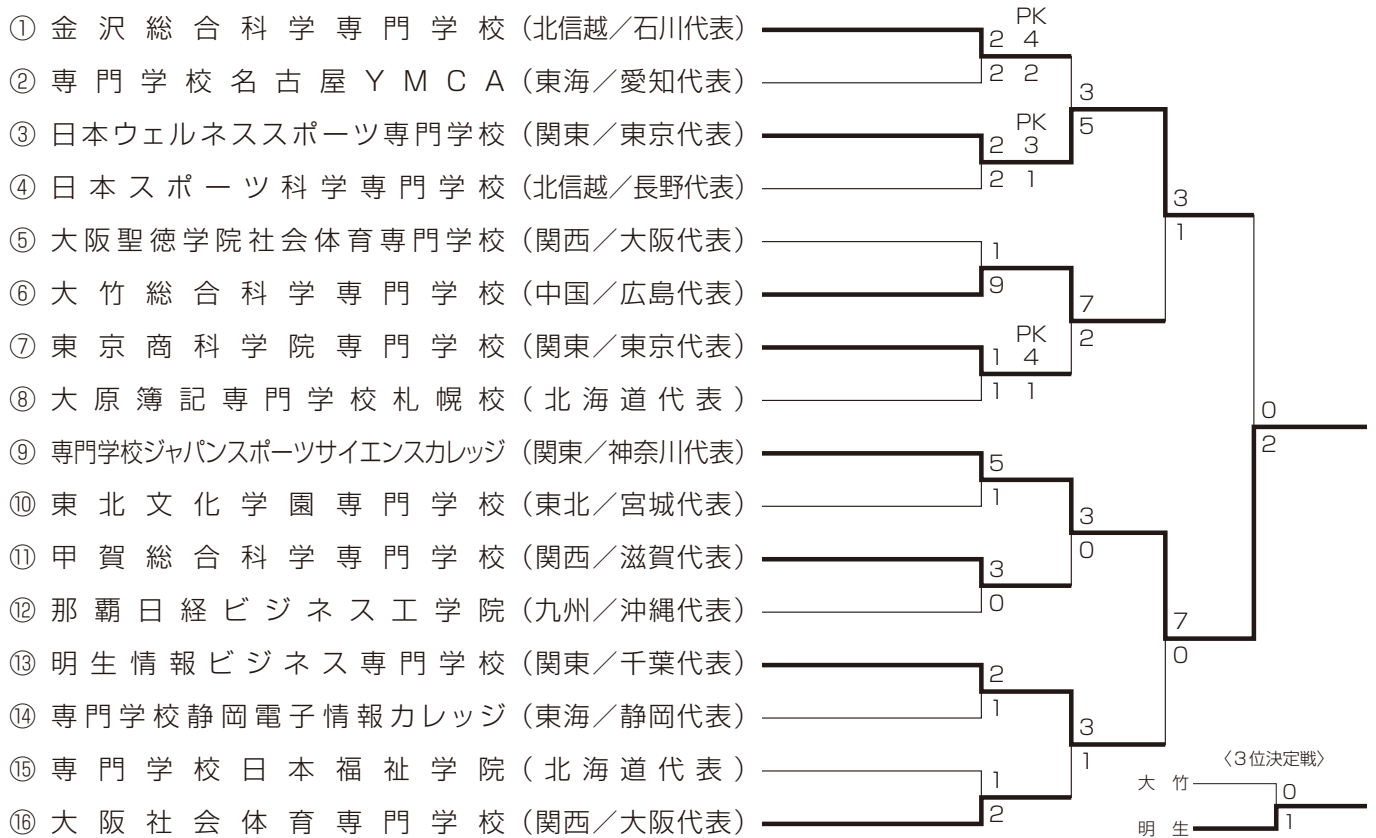 ① 金沢総合科学専門学校 (北信越／石川代表)
② 専門学校名古屋YMCA (東海／愛知代表)
③ 日本ウェルネススポーツ専門学校 (関東／東京代表)
④ 日本スポーツ科学専門学校 (北信越／長野代表)
⑤ 大阪聖徳学院社会体育専門学校 (関西／大阪代表)
⑥ 大竹総合科学専門学校 (中国／広島代表)
⑦ 東京商科学院専門学校 (関東／東京代表)
⑧ 大原簿記専門学校札幌校 (北海道代表)
⑨ 専門学校ジャパンスポーツサイエンスカレッジ (関東／神奈川代表)
⑩ 東北文化学園専門学校 (東北／宮城代表)
⑪ 甲賀総合科学専門学校 (関西／滋賀代表)
⑫ 那覇日経ビジネス工学院 (九州／沖縄代表)
⑬ 明生情報ビジネス専門学校 (関東／千葉代表)
⑭ 専門学校静岡電子情報カレッジ (東海／静岡代表)
⑮ 専門学校日本福祉学院 (北海道代表)
⑯ 大阪社会体育専門学校 (関西／大阪代表)
PK
2 4
2 2
PK
2 3
2 1
1
9
PK
1 4
1 1
5
1
3
0
2
1
1
2
3
5
7
2
3
0
3
1
3
1
7
0
0
2
〈3位決定戦〉
大竹
0
明生
1